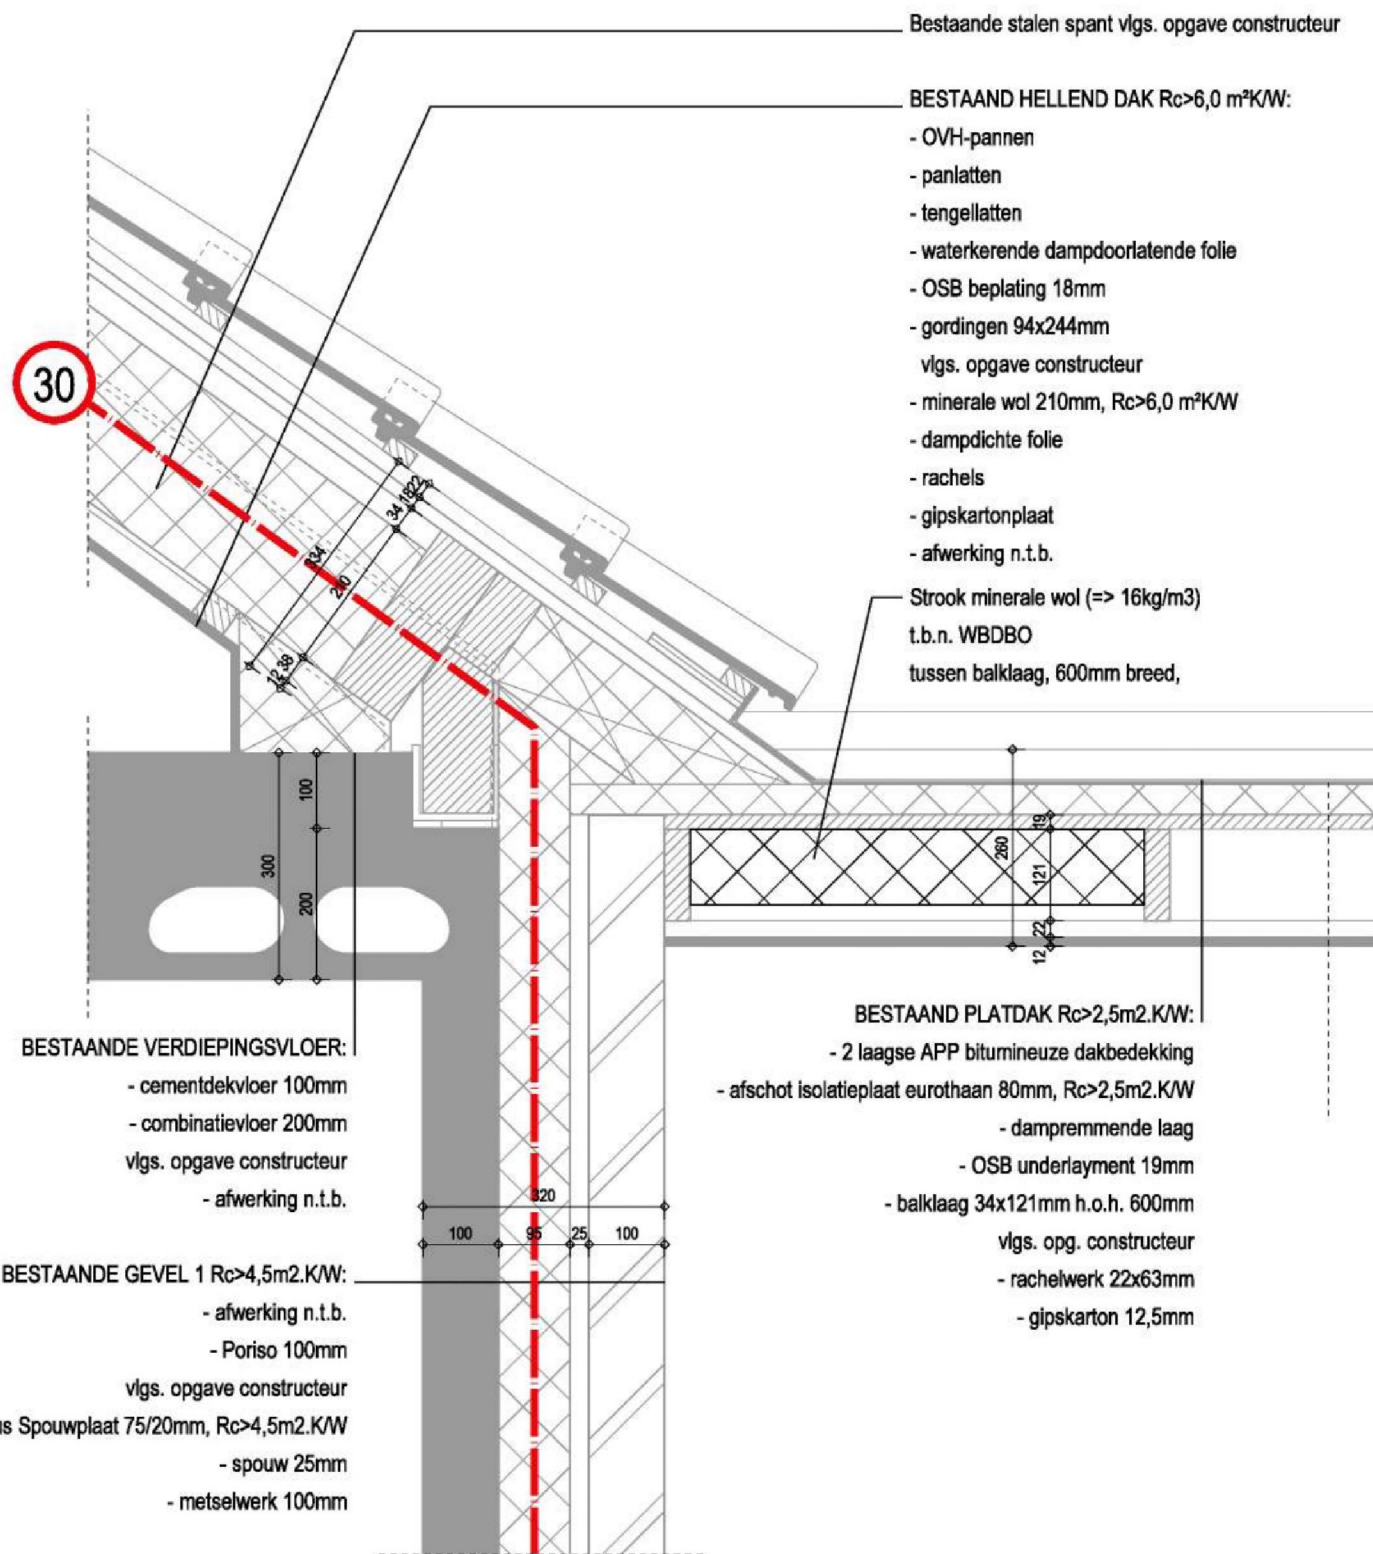 Bestaande stalen spant vlgs. opgave constructeur
BESTAAND HELLEND DAK Rc>6,0 m²K/W:
- OVH-pannen
- panlatten
- tengellatten
- waterkerende dampdoorlatende folie
- OSB beplating 18mm
- gordingen 94x244mm
vlgs. opgave constructeur
- minerale wol 210mm, Rc>6,0 m²K/W
- dampdichte folie
- rachels
- gipskartonplaat
- afwerking n.t.b.
Strook minerale wol (=> 16kg/m3)
t.b.n. WBDBO
tussen balklaag, 600mm breed,
30
22
18
34
334
210
38
12
100
300
200
19
260
121
22
12
BESTAANDE VERDIEPINGSVLOER:
- cementdekvloer 100mm
- combinatievloer 200mm
vlgs. opgave constructeur
- afwerking n.t.b.
BESTAAND PLATDAK Rc>2,5m2.K/W:
- 2 laagse APP bitumineuze dakbedekking
- afschot isolatieplaat eurothaan 80mm, Rc>2,5m2.K/W
- dampremmende laag
- OSB underlayment 19mm
- balklaag 34x121mm h.o.h. 600mm
vlgs. opg. constructeur
- rachelwerk 22x63mm
- gipskarton 12,5mm
320
100 95 25 100
BESTAANDE GEVEL 1 Rc>4,5m2.K/W:
- afwerking n.t.b.
- Poriso 100mm
vlgs. opgave constructeur
Spouwplaat 75/20mm, Rc>4,5m2.K/W
- spouw 25mm
- metselwerk 100mm